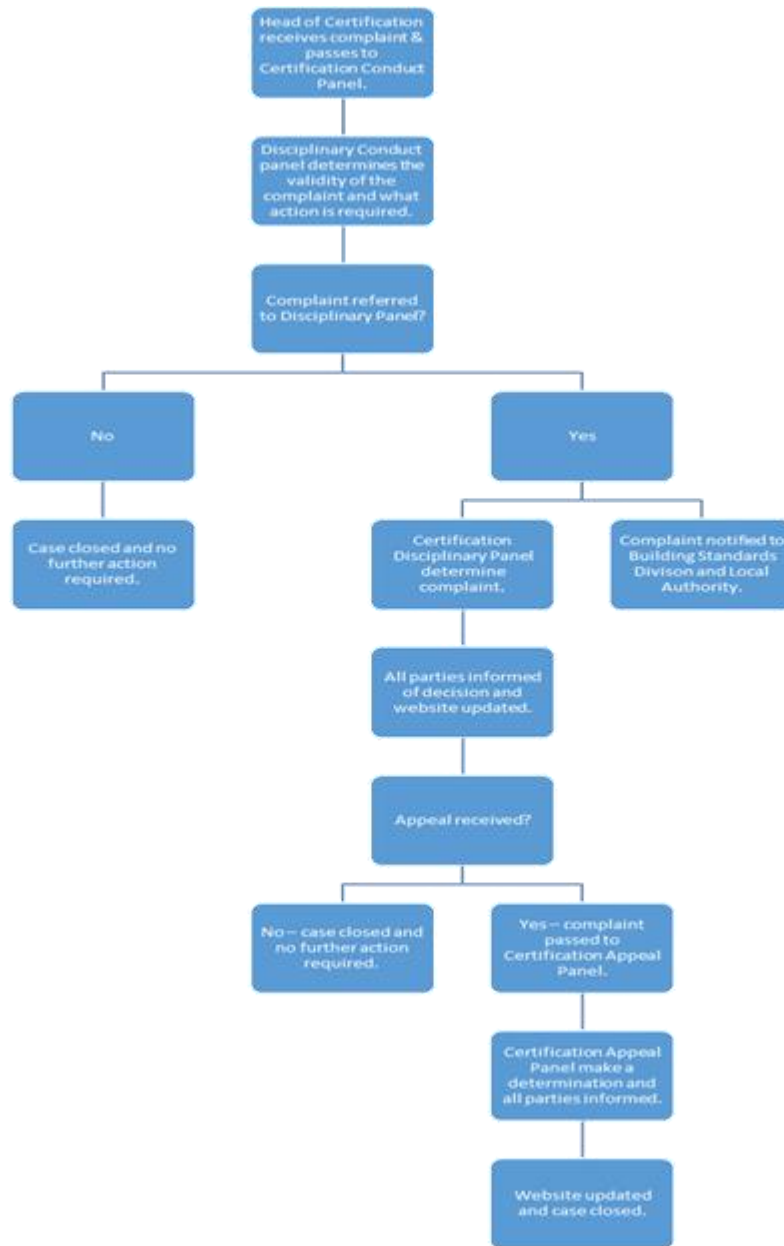 Head of Certification
receives complaint &
passes to
Certification Conduct
Panel.
Disciplinary Conduct
panel determines the
validity of the
complaint and what
action is required.
Complaint referred
to Disciplinary Panel?
No
Yes
Case closed and no
further action
required.
Certification
Disciplinary Panel
determine
complaint.
Complaint notified to
Building Standards
Divison and Local
Authority.
All parties informed
of decision and
website updated.
Appeal received?
No – case closed and
no further action
required.
Yes – complaint
passed to
Certification Appeal
Panel.
Certification Appeal
Panel make a
determination and
all parties informed.
Website updated
and case closed.